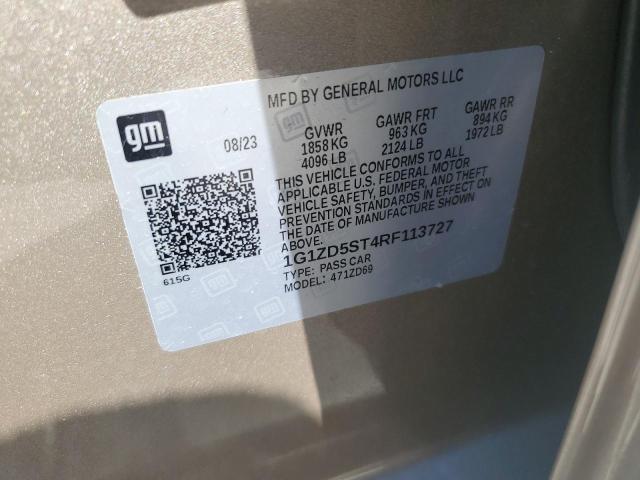 MFD BY GENERAL MOTORS LLC
gm
08/23
GVWR
1858 KG
4096 LB
GAWR FRT
963 KG
2124 LB
GAWR RR
894 KG
1972 LB
THIS VEHICLE CONFORMS TO ALL
APPLICABLE U.S. FEDERAL MOTOR
VEHICLE SAFETY, BUMPER, AND THEFT
PREVENTION STANDARDS IN EFFECT ON
THE DATE OF MANUFACTURE SHOWN
ABOVE.
1G1ZD5ST4RF113727
TYPE: PASS CAR
MODEL: 471ZD69
615G